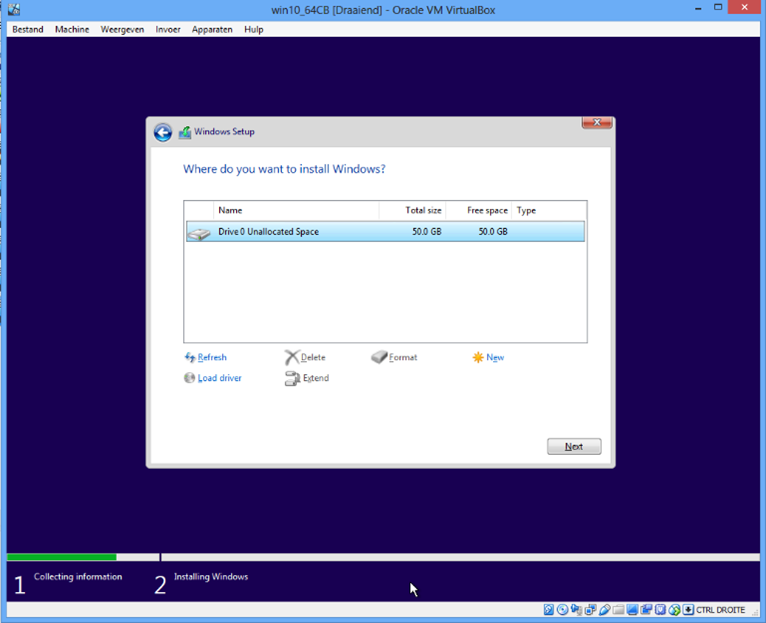 win10_64CB [Draaiend] - Oracle VM VirtualBox
Bestand Machine Weergeven Invoer Apparaten Hulp
Windows Setup
Where do you want to install Windows?
Name Total size Free space Type
Drive 0 Unallocated Space 50.0 GB 50.0 GB
Refresh Delete Format New
Load driver Extend
Next
1 Collecting information 2 Installing Windows
CTRL DROITE